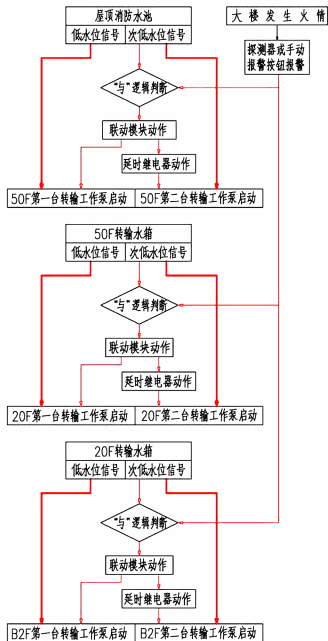 屋顶消防水池
低水位信号 次低水位信号
大楼发生火情
探测器或手动
报警按钮报警
"与"逻辑判断
联动模块动作
延时继电器动作
50F第一台转输工作泵启动 50F第二台转输工作泵启动
50F转输水箱
低水位信号 次低水位信号
"与"逻辑判断
联动模块动作
延时继电器动作
20F第一台转输工作泵启动 20F第二台转输工作泵启动
20F转输水箱
低水位信号 次低水位信号
"与"逻辑判断
联动模块动作
延时继电器动作
B2F第一台转输工作泵启动 B2F第二台转输工作泵启动